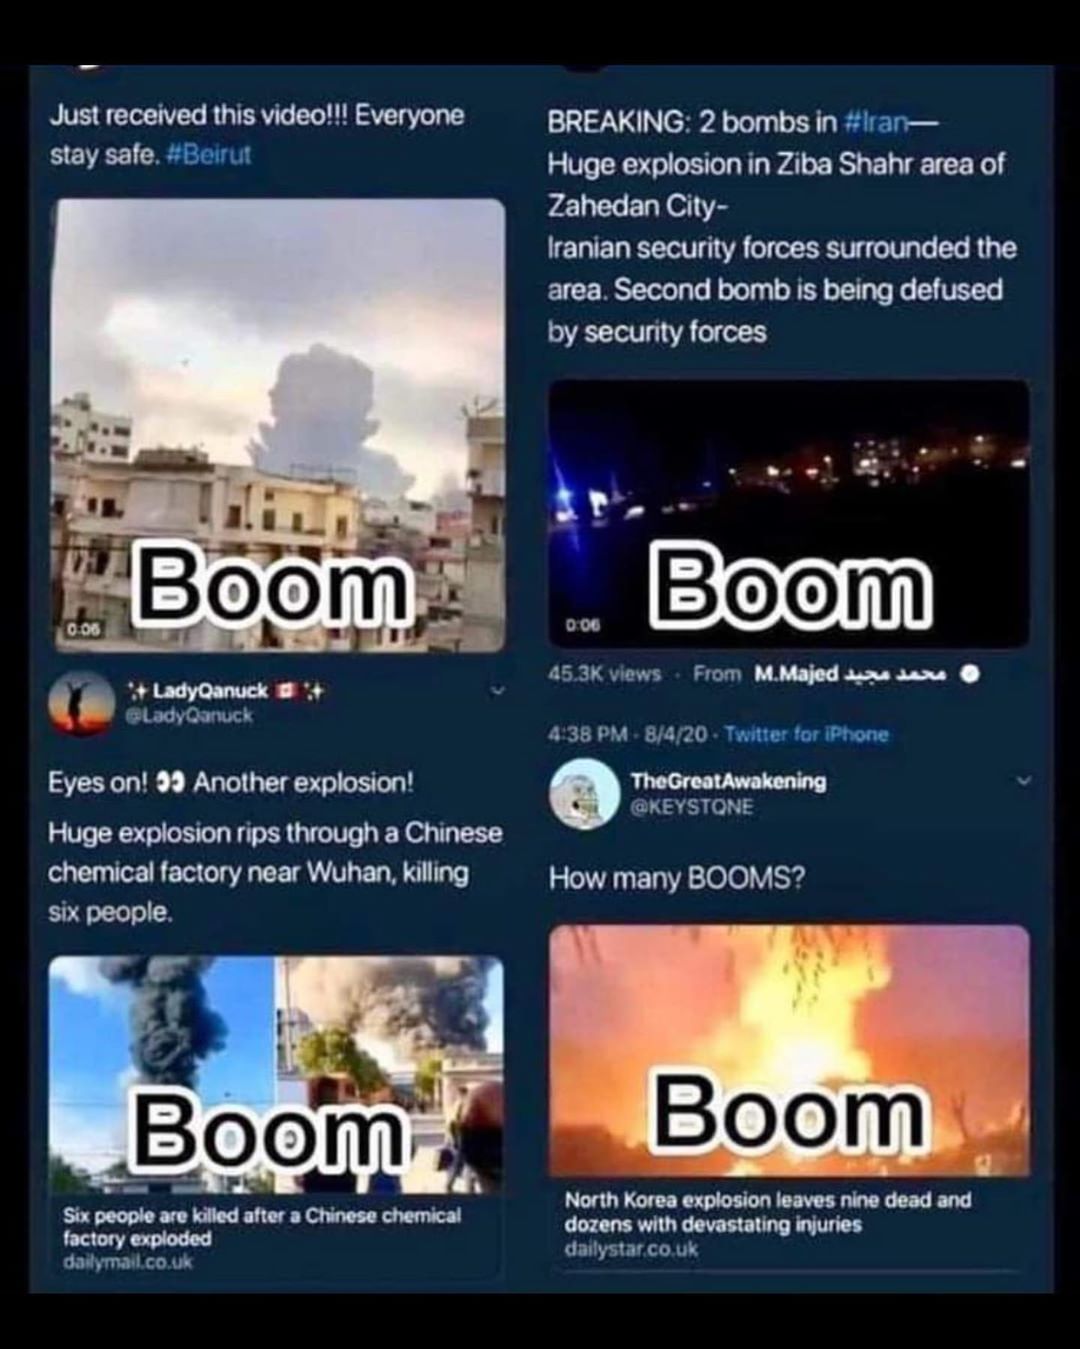 Just received this video!!! Everyone
stay safe. #Beirut
Boom
0:06
LadyQanuck
@LadyQanuck
Eyes on! 👀 Another explosion!
Huge explosion rips through a Chinese
chemical factory near Wuhan, killing
six people.
Boom
Six people are killed after a Chinese chemical
factory exploded
dailymail.co.uk
BREAKING: 2 bombs in #Iran—
Huge explosion in Ziba Shahr area of
Zahedan City-
Iranian security forces surrounded the
area. Second bomb is being defused
by security forces
Boom
0:06
45.3K views · From M.Majed محمد مجيد
4:38 PM · 8/4/20 · Twitter for iPhone
TheGreatAwakening
@KEYSTQNE
How many BOOMS?
Boom
North Korea explosion leaves nine dead and
dozens with devastating injuries
dailystar.co.uk